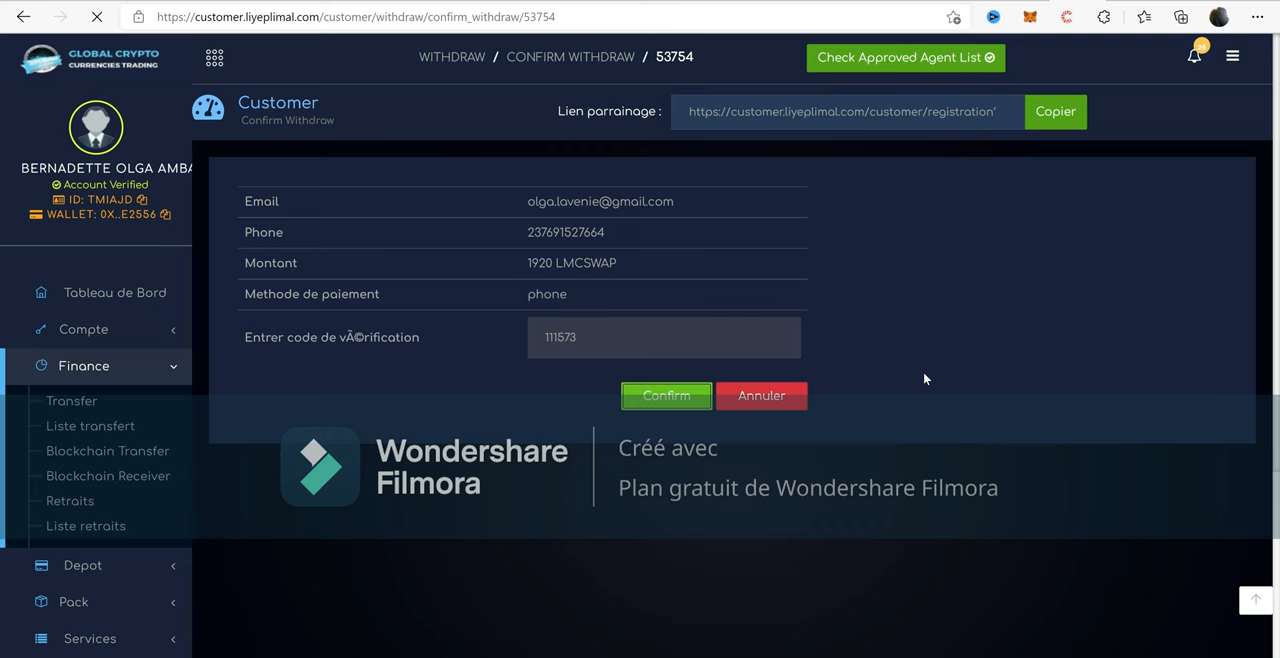 https://customer.liyeplimal.com/customer/withdraw/confirm_withdraw/53754
GLOBAL CRYPTO
CURRENCIES TRADING
WITHDRAW / CONFIRM WITHDRAW / 53754
Check Approved Agent List
26
Customer
Confirm Withdraw
Lien parrainage :
https://customer.liyeplimal.com/customer/registration
Copier
BERNADETTE OLGA AMBA
Account Verified
ID: TMIAJD
WALLET: 0X..E2556
Tableau de Bord
Compte
Finance
Transfer
Liste transfert
Blockchain Transfer
Blockchain Receiver
Retraits
Liste retraits
Depot
Pack
Services
Email olga.lavenie@gmail.com
Phone 237691527664
Montant 1920 LMCSWAP
Methode de paiement phone
Entrer code de vÃ©rification 111573
Confirm Annuler
Wondershare
Filmora
Créé avec
Plan gratuit de Wondershare Filmora